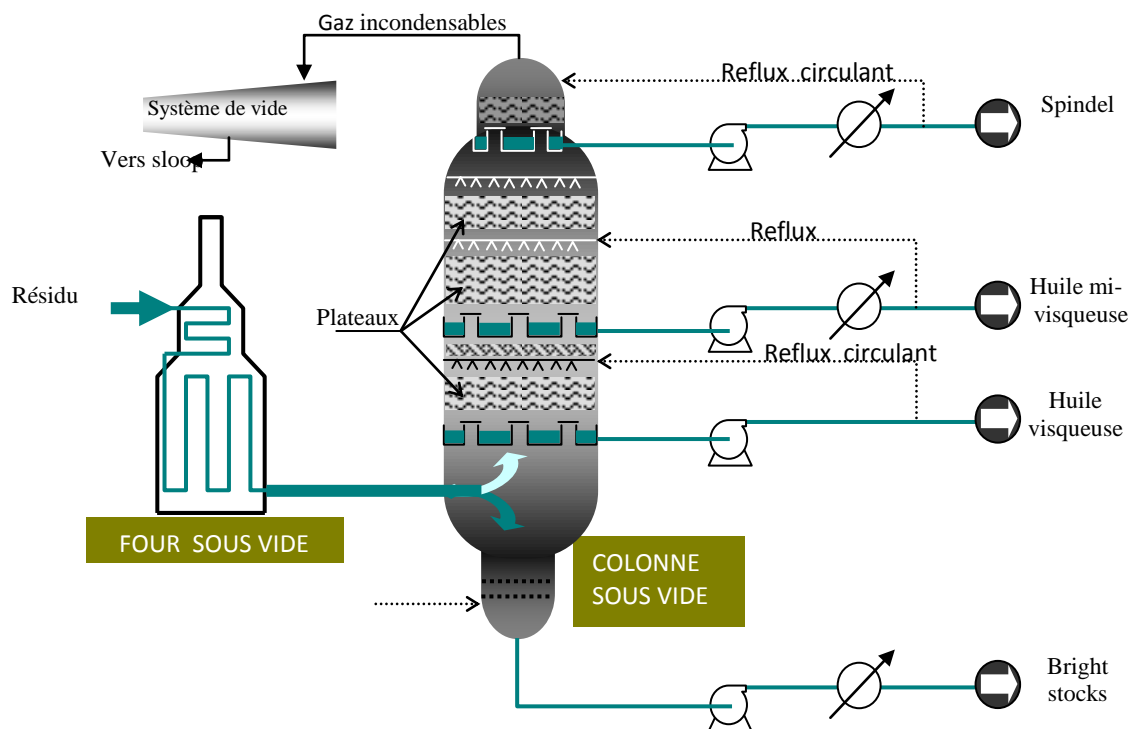 Gaz incondensables
Reflux circulant
Spindel
Système de vide
Vers sloop
Reflux
Résidu
Huile mi-
visqueuse
Plateaux
Reflux circulant
Huile
visqueuse
FOUR SOUS VIDE
COLONNE
SOUS VIDE
Bright
stocks